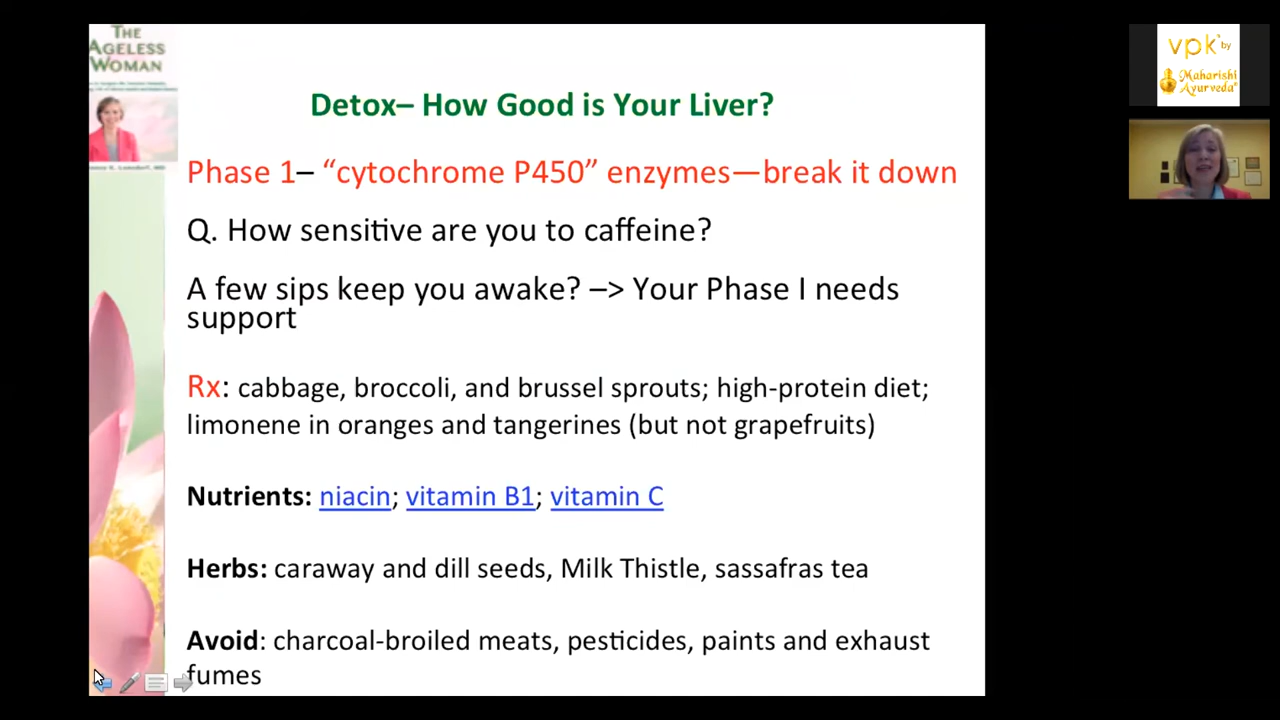 THE
AGELESS
WOMAN
Detox– How Good is Your Liver?
Phase 1– “cytochrome P450” enzymes—break it down
Q. How sensitive are you to caffeine?
A few sips keep you awake? –> Your Phase I needs
support
Rx: cabbage, broccoli, and brussel sprouts; high-protein diet;
limonene in oranges and tangerines (but not grapefruits)
Nutrients: niacin; vitamin B1; vitamin C
Herbs: caraway and dill seeds, Milk Thistle, sassafras tea
Avoid: charcoal-broiled meats, pesticides, paints and exhaust
fumes
vpk by
Maharishi
Ayurveda